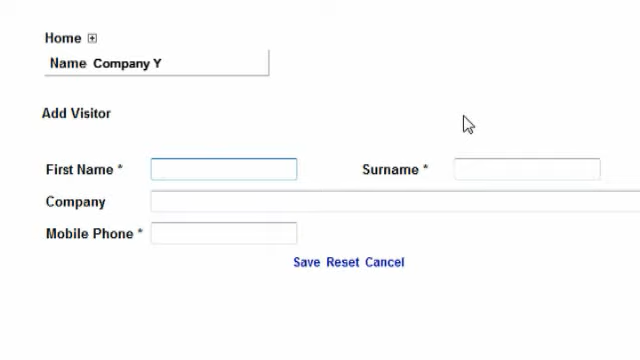 Home
Name Company Y
Add Visitor
First Name * Surname *
Company
Mobile Phone *
Save Reset Cancel